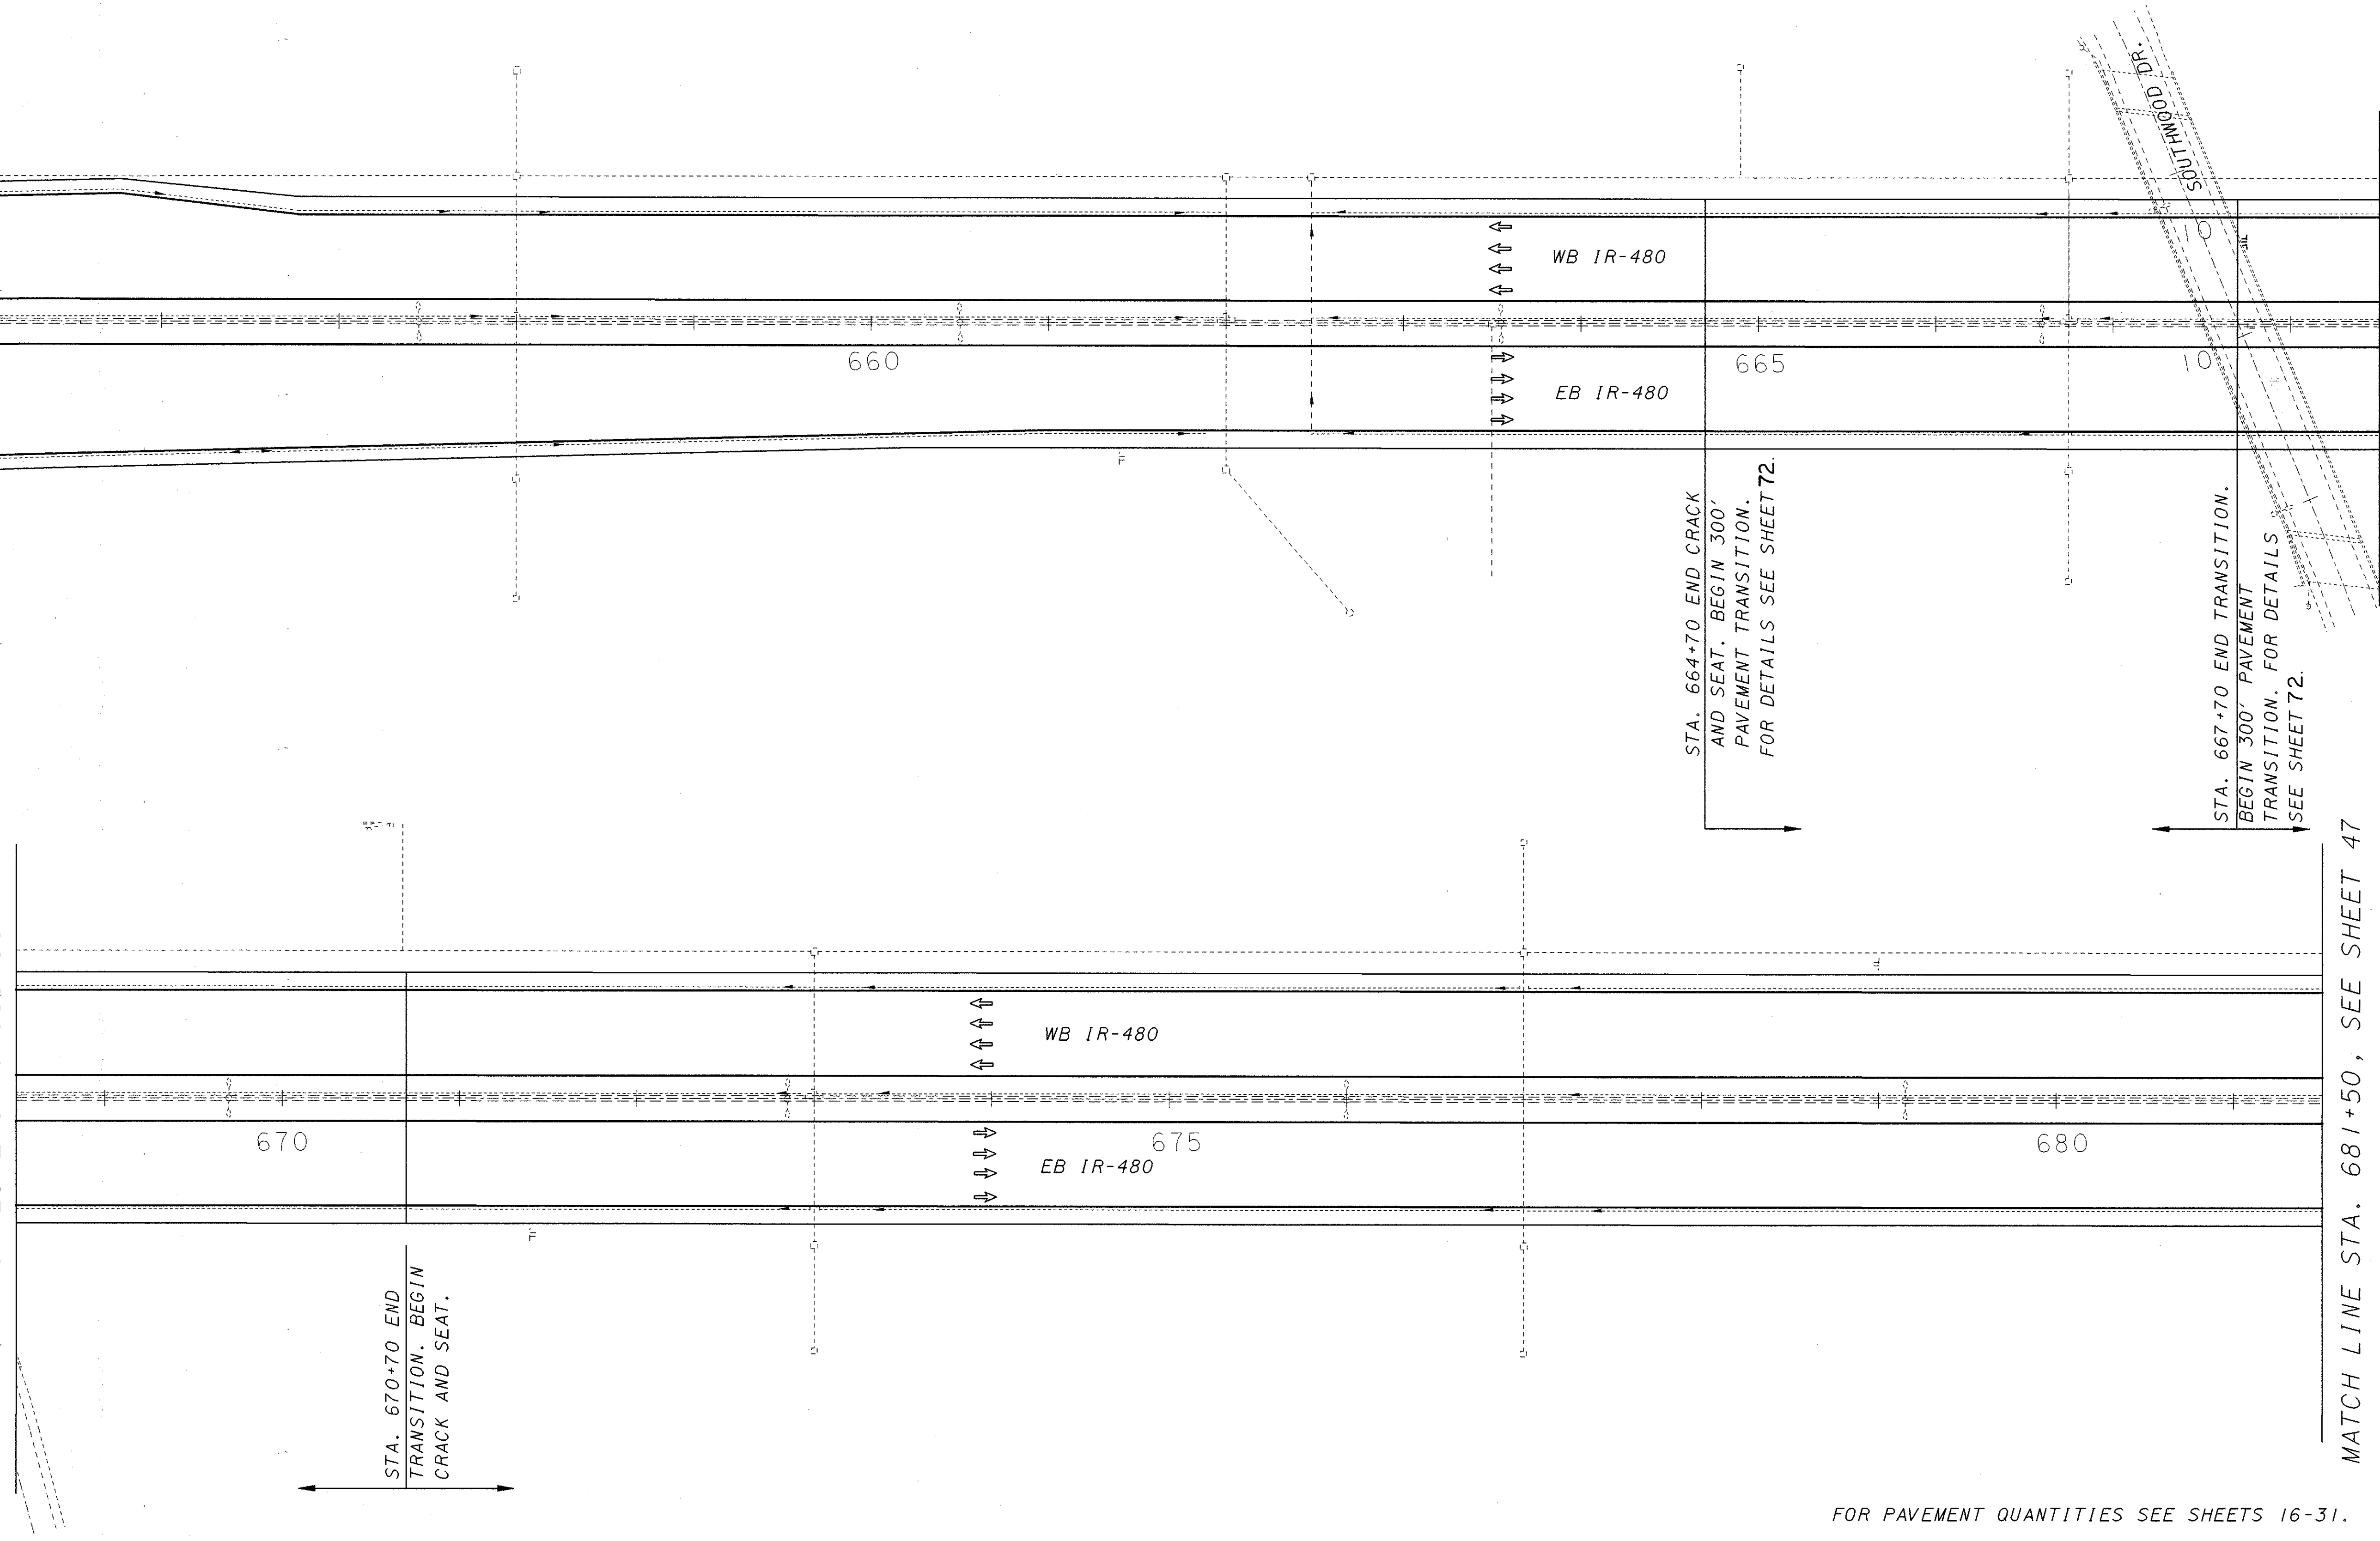 SOUTHWOOD DR.
WB IR-480
10
660
665
10
EB IR-480
STA. 664+70 END CRACK
AND SEAT. BEGIN 300'
PAVEMENT TRANSITION.
FOR DETAILS SEE SHEET 72.
STA. 667+70 END TRANSITION.
BEGIN 300' PAVEMENT
TRANSITION. FOR DETAILS
SEE SHEET 72.
WB IR-480
670
675
680
EB IR-480
STA. 670+70 END
TRANSITION. BEGIN
CRACK AND SEAT.
MATCH LINE STA. 681+50, SEE SHEET 47
FOR PAVEMENT QUANTITIES SEE SHEETS 16-31.